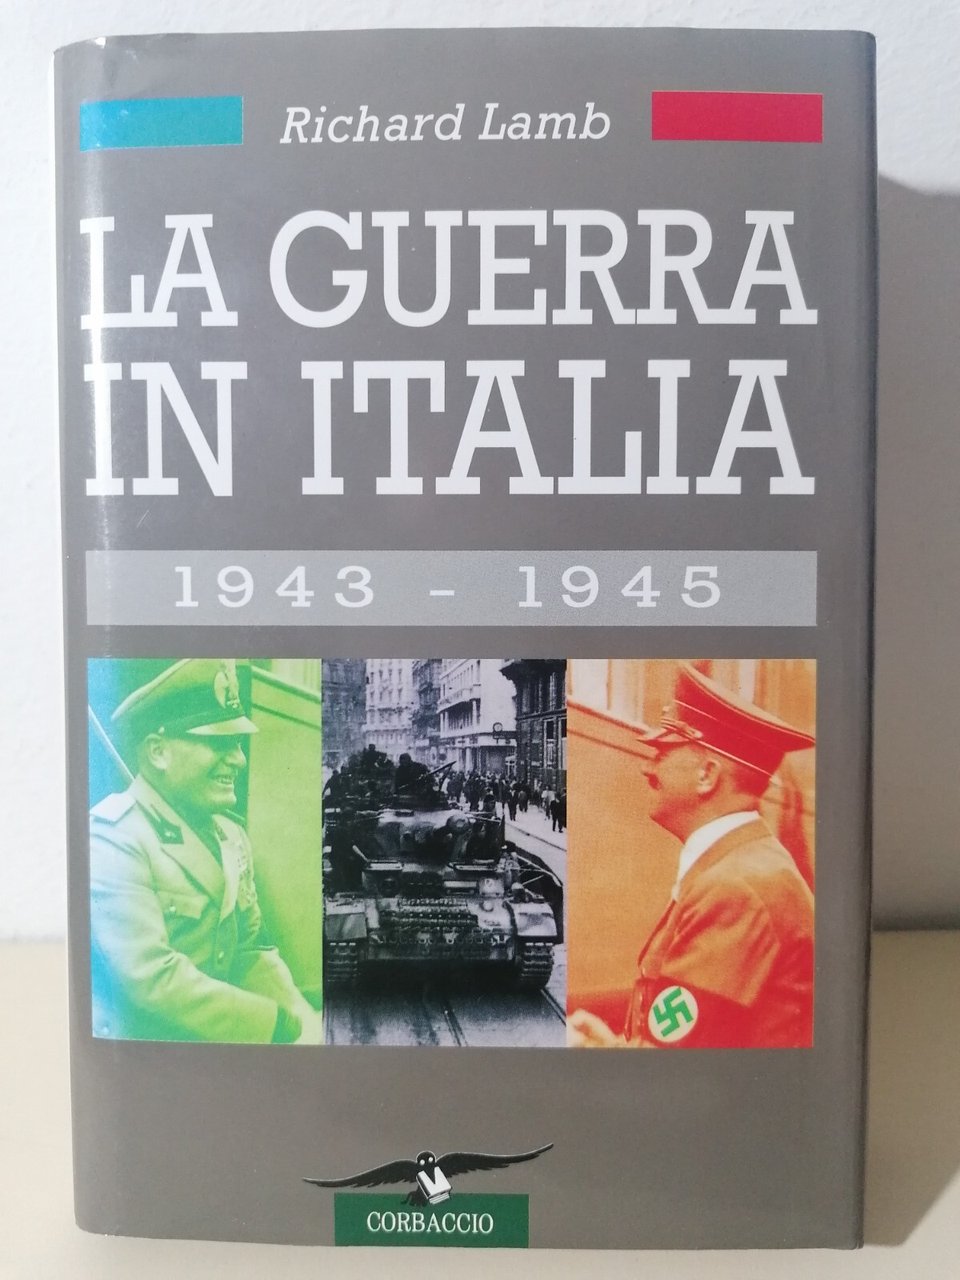 Richard Lamb
LA GUERRA
IN ITALIA
1943 - 1945
CORBACCIO